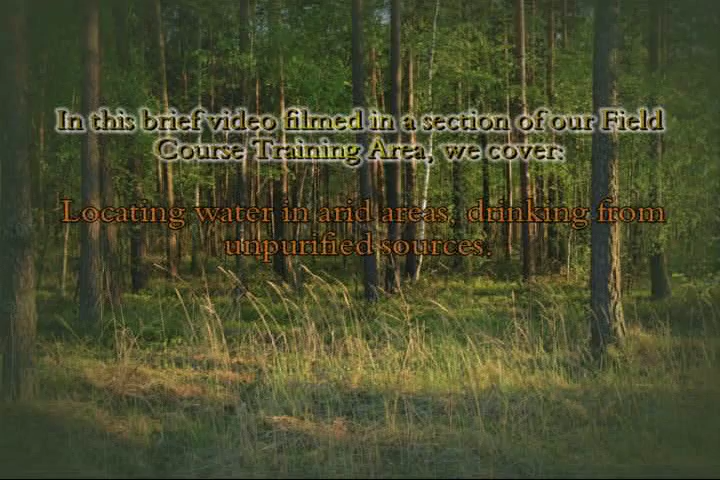 In this brief video filmed in a section of our Field
Course Training Area, we cover:
Locating water in arid areas, drinking from
unpurified sources.